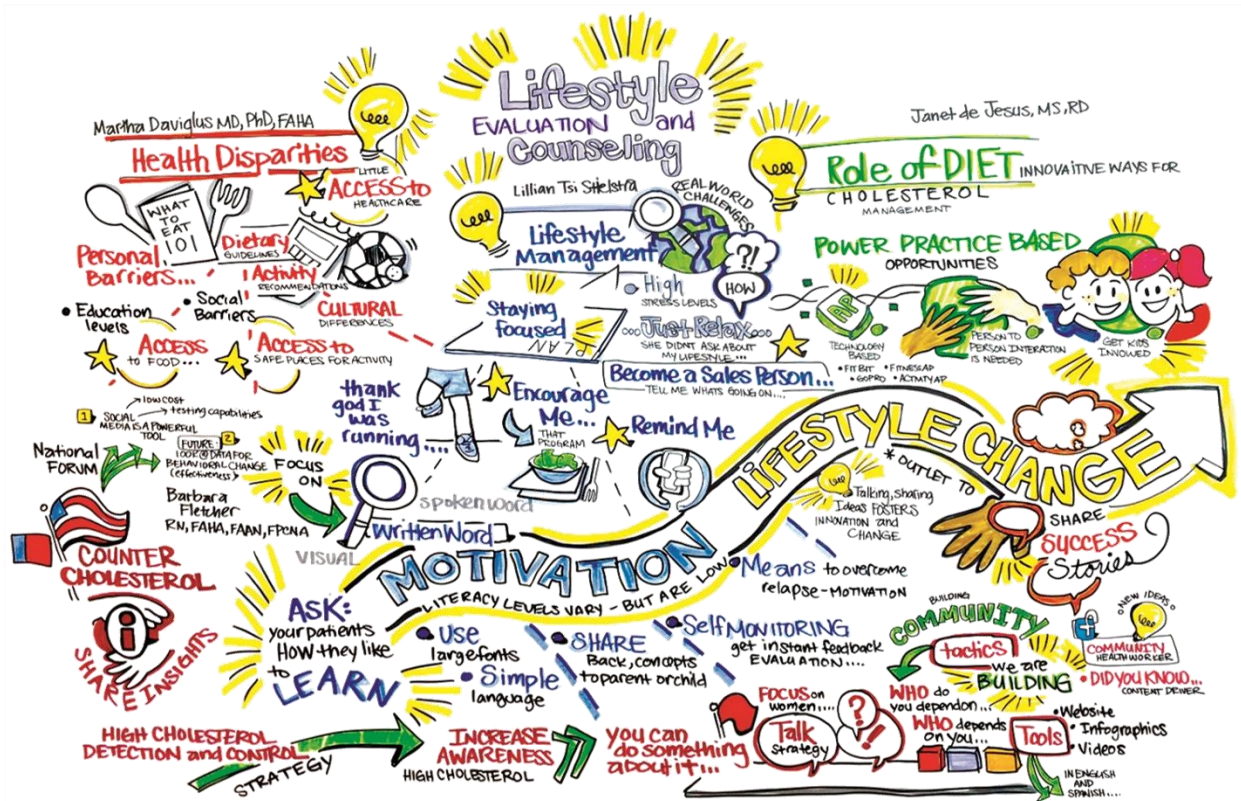 Lifestyle
EVALUATION and
Counseling
Martha Daviglus MD, PhD, FAHA
Health Disparities
LITTLE
ACCESS to
HEALTHCARE
WHAT
TO
EAT
101
Dietary
GUIDELINES
Activity
RECOMMENDATIONS
Personal
Barriers...
• Education
levels
• Social
Barriers
CULTURAL
DIFFERENCES
ACCESS
to FOOD...
ACCESS to
SAFE PLACES FOR ACTIVITY
Lillian Tsi Shelstra
REAL WORLD
CHALLENGES
Lifestyle
Management
?!
HOW
High
STRESS LEVELS
Staying
focused
PLAN
...Just Relax...
SHE DIDNT ASK ABOUT
MY LIFESTYLE...
Become a Sales Person...
TELL ME WHATS GOING ON....
thank
god I
was
running....
Encourage
Me...
THAT
PROGRAM
Remind Me
Janet de Jesus, MS, RD
Role of DIET INNOVAITIVE WAYS FOR
CHOLESTEROL
MANAGEMENT
POWER PRACTICE BASED
OPPORTUNITIES
AP
TECHNOLOGY
BASED
• FITBIT • FITNESSAP
• GOPRO • ACTIVITYAP
PERSON TO
PERSON INTERACTION
IS NEEDED
GET KIDS
INVOLVED
1 SOCIAL
MEDIA IS A POWERFUL
TOOL
low cost
testing capabilities
National
FORUM
FUTURE: 2
LOOK @ DATA FOR
BEHAVIORAL CHANGE
(effectiveness)
Barbara
Fletcher
RN, FAHA, FAAN, FPCNA
FOCUS
ON
spoken word
Written Word
VISUAL
COUNTER
CHOLESTEROL
i
SHARE INSIGHTS
MOTIVATION
LIFESTYLE CHANGE
LITERACY LEVELS VARY - BUT ARE LOW
* OUTLET TO
SHARE
SUCCESS
Stories
Talking, sharing
Ideas FOSTERS
INNOVATION and
CHANGE
• Means to overcome
relapse-MOTIVATION
ASK:
your patients
HOW they like
to
LEARN
• USE
large fonts
• Simple
language
• SHARE
Back, concepts
to parent or child
• Self MONITORING
get instant feedback
EVALUATION....
BUILDING
COMMUNITY
tactics
we are
BUILDING
• NEW IDEAS •
COMMUNITY
HEALTH WORKER
• DID YOU KNOW...
CONTENT DRIVER
HIGH CHOLESTEROL
DETECTION and CONTROL
STRATEGY
INCREASE
AWARENESS
HIGH CHOLESTEROL
you can
do something
about it...
FOCUS on
women....
Talk
strategy
?
!
WHO do
you depend on...
WHO depends
on you...
Tools
• Website
• Infographics
• Videos
IN ENGLISH
AND
SPANISH....